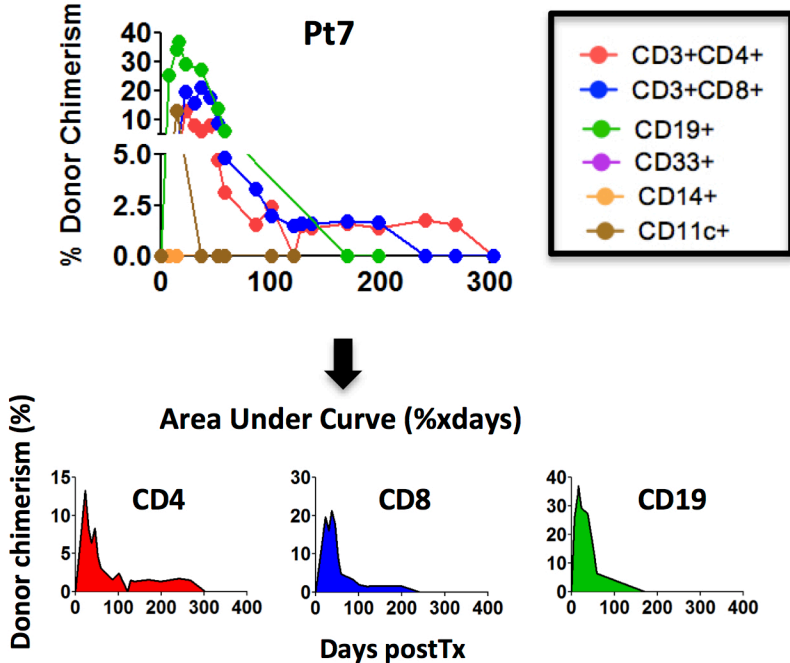 Pt7
% Donor Chimerism
40
30
20
10
5.0
2.5
0.0
0 100 200 300
CD3+CD4+
CD3+CD8+
CD19+
CD33+
CD14+
CD11c+
Area Under Curve (%xdays)
Donor chimerism (%)
CD4
15
10
5
0
0 100 200 300 400
CD8
30
20
10
0
0 100 200 300 400
CD19
40
30
20
10
0
0 100 200 300 400
Days postTx